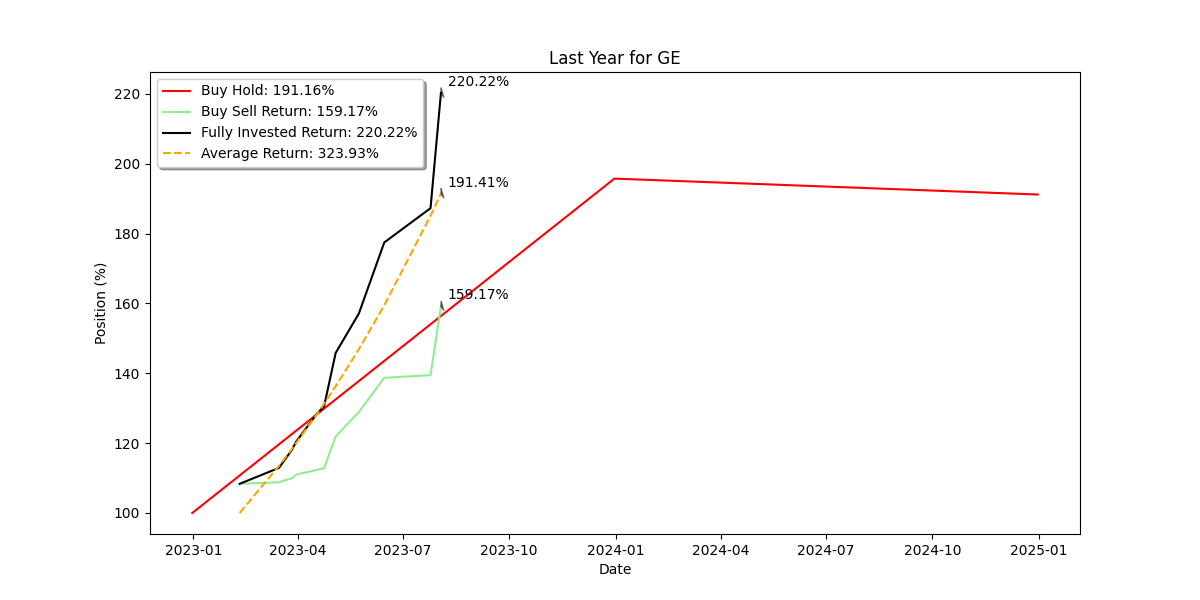 Last Year for GE
Buy Hold: 191.16%
Buy Sell Return: 159.17%
Fully Invested Return: 220.22%
Average Return: 323.93%
220.22%
191.41%
159.17%
Position (%)
220
200
180
160
140
120
100
2023-01 2023-04 2023-07 2023-10 2024-01 2024-04 2024-07 2024-10 2025-01
Date